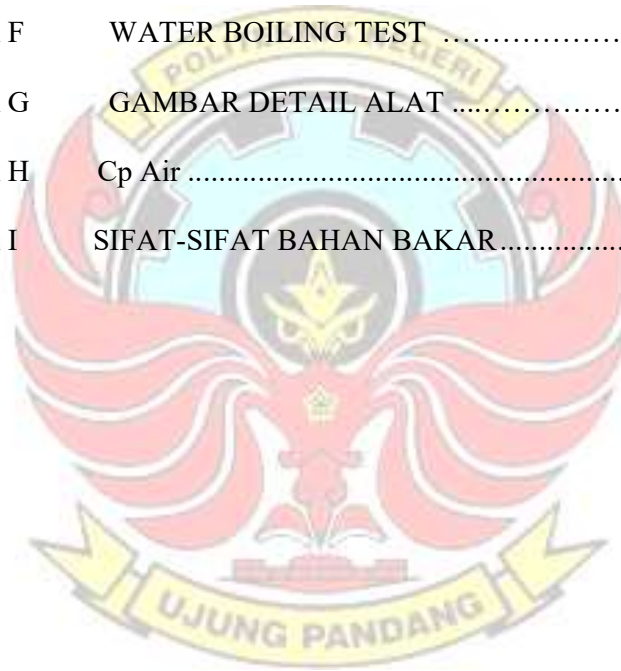 F WATER BOILING TEST ………………
G GAMBAR DETAIL ALAT ....……………
H Cp Air .....................................................
I SIFAT-SIFAT BAHAN BAKAR.................
UJUNG PANDANG